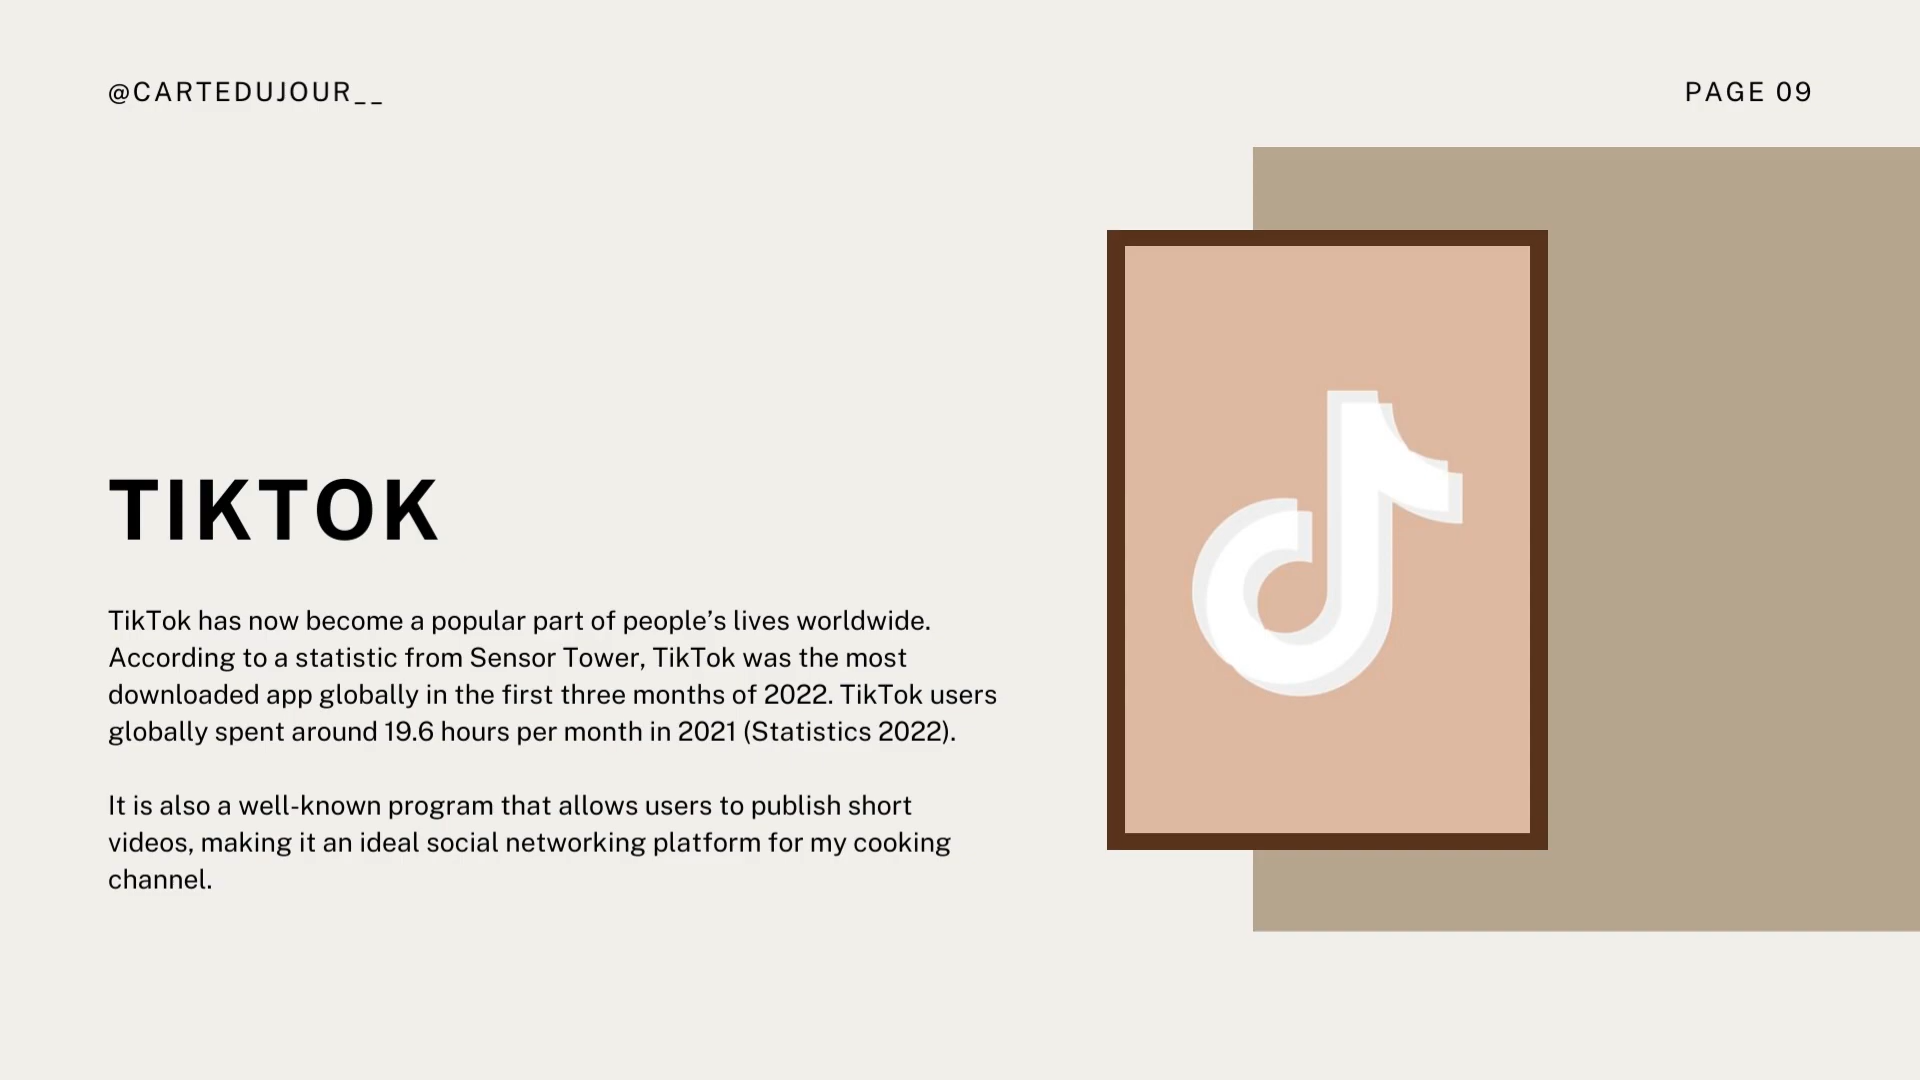 @CARTEDUJOUR__
PAGE 09
TIKTOK
TikTok has now become a popular part of people’s lives worldwide.
According to a statistic from Sensor Tower, TikTok was the most
downloaded app globally in the first three months of 2022. TikTok users
globally spent around 19.6 hours per month in 2021 (Statistics 2022).
It is also a well-known program that allows users to publish short
videos, making it an ideal social networking platform for my cooking
channel.